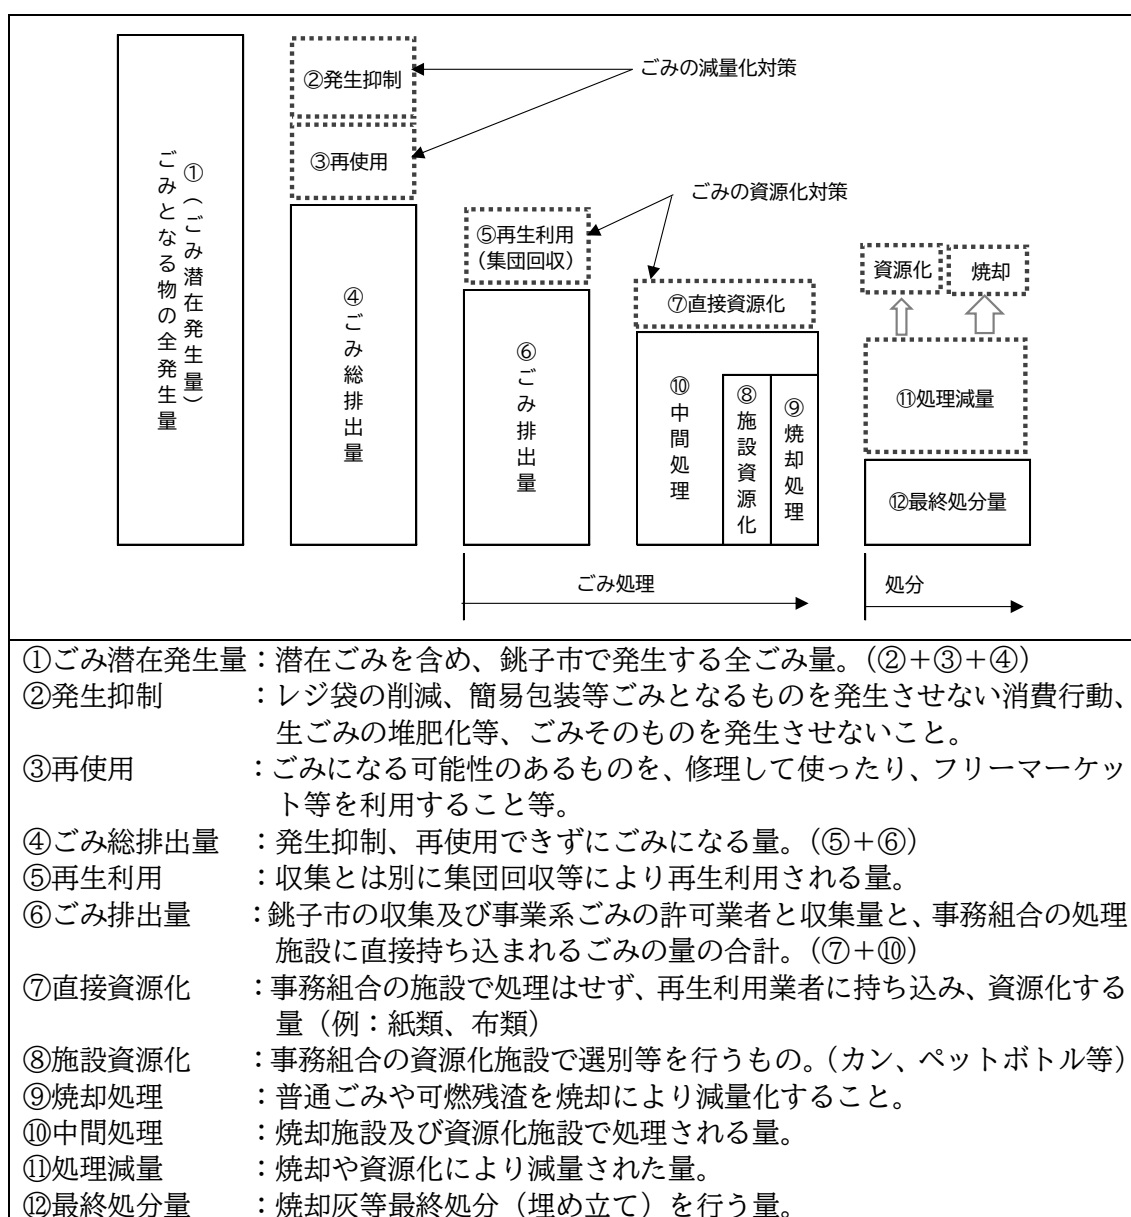 ①（ごみ潜在発生量）
ごみとなる物の全発生量
②発生抑制
③再使用
ごみの減量化対策
④ごみ総排出量
⑤再生利用
（集団回収）
ごみの資源化対策
⑥ごみ排出量
⑦直接資源化
⑩中間処理
⑧施設資源化
⑨焼却処理
資源化
焼却
⑪処理減量
⑫最終処分量
ごみ処理
処分
①ごみ潜在発生量：潜在ごみを含め、銚子市で発生する全ごみ量。（②＋③＋④）
②発生抑制　　　：レジ袋の削減、簡易包装等ごみとなるものを発生させない消費行動、
生ごみの堆肥化等、ごみそのものを発生させないこと。
③再使用　　　　：ごみになる可能性のあるものを、修理して使ったり、フリーマーケッ
ト等を利用すること等。
④ごみ総排出量　：発生抑制、再使用できずにごみになる量。（⑤＋⑥）
⑤再生利用　　　：収集とは別に集団回収等により再生利用される量。
⑥ごみ排出量　　：銚子市の収集及び事業系ごみの許可業者と収集量と、事務組合の処理
施設に直接持ち込まれるごみの量の合計。（⑦＋⑩）
⑦直接資源化　　：事務組合の施設で処理はせず、再生利用業者に持ち込み、資源化する
量（例：紙類、布類）
⑧施設資源化　　：事務組合の資源化施設で選別等を行うもの。（カン、ペットボトル等）
⑨焼却処理　　　：普通ごみや可燃残渣を焼却により減量化すること。
⑩中間処理　　　：焼却施設及び資源化施設で処理される量。
⑪処理減量　　　：焼却や資源化により減量された量。
⑫最終処分量　　：焼却灰等最終処分（埋め立て）を行う量。